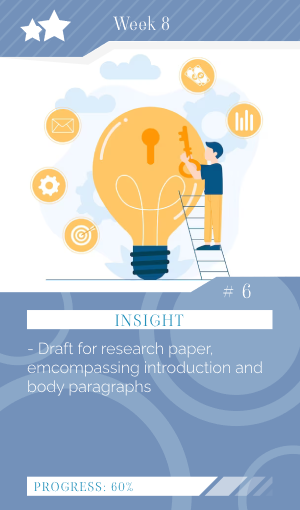 Week 8
# 6
INSIGHT
- Draft for research paper,
emcompassing introduction and
body paragraphs
PROGRESS: 60%